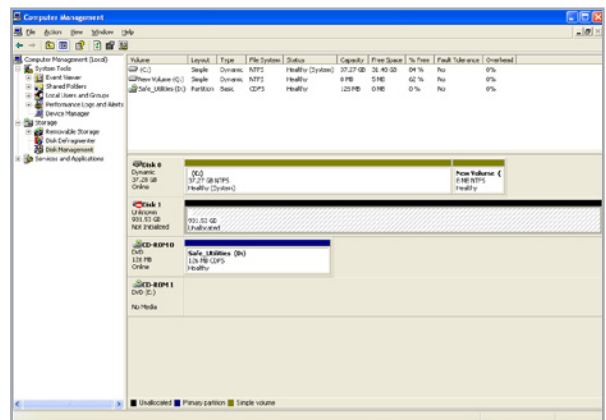 Computer Management
File Action View Window Help
Computer Management (Local)
System Tools
Event Viewer
Shared Folders
Local Users and Groups
Performance Logs and Alerts
Device Manager
Storage
Removable Storage
Disk Defragmenter
Disk Management
Services and Applications
Volume Layout Type File System Status Capacity Free Space % Free Fault Tolerance Overhead
(C:) Simple Dynamic NTFS Healthy (System) 37.27 GB 31.40 GB 84 % No 0%
New Volume (G:) Simple Dynamic NTFS Healthy 8 MB 5 MB 62 % No 0%
Safe_Utilities (D:) Partition Basic CDFS Healthy 125 MB 0 MB 0 % No 0%
Disk 0
Dynamic
37.28 GB
Online
(C:)
37.27 GB NTFS
Healthy (System)
New Volume (
8 MB NTFS
Healthy
Disk 1
Unknown
931.51 GB
Not Initialized
931.51 GB
Unallocated
CD-ROM 0
DVD
126 MB
Online
Safe_Utilities (D:)
126 MB CDFS
Healthy
CD-ROM 1
DVD (E:)
No Media
Unallocated Primary partition Simple volume